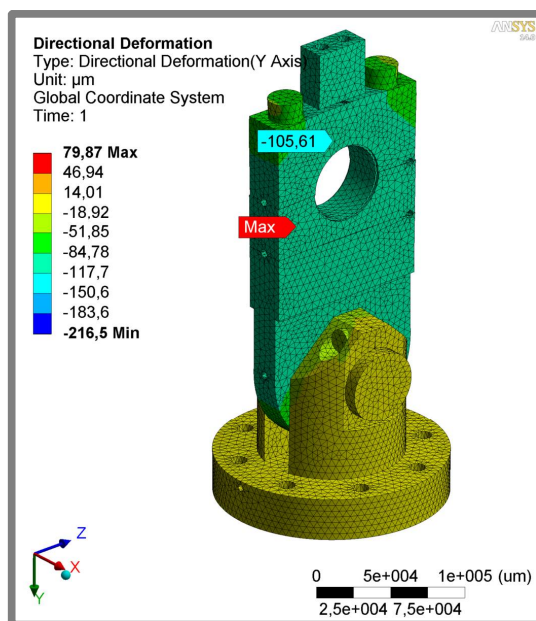 ANSYS
Directional Deformation
Type: Directional Deformation(Y Axis
Unit: µm
Global Coordinate System
Time: 1
79,87 Max
46,94
14,01
-18,92
-51,85
-84,78
-117,7
-150,6
-183,6
-216,5 Min
-105,61
Max
Z
X
Y
0 5e+004 1e+005 (um)
2,5e+004 7,5e+004